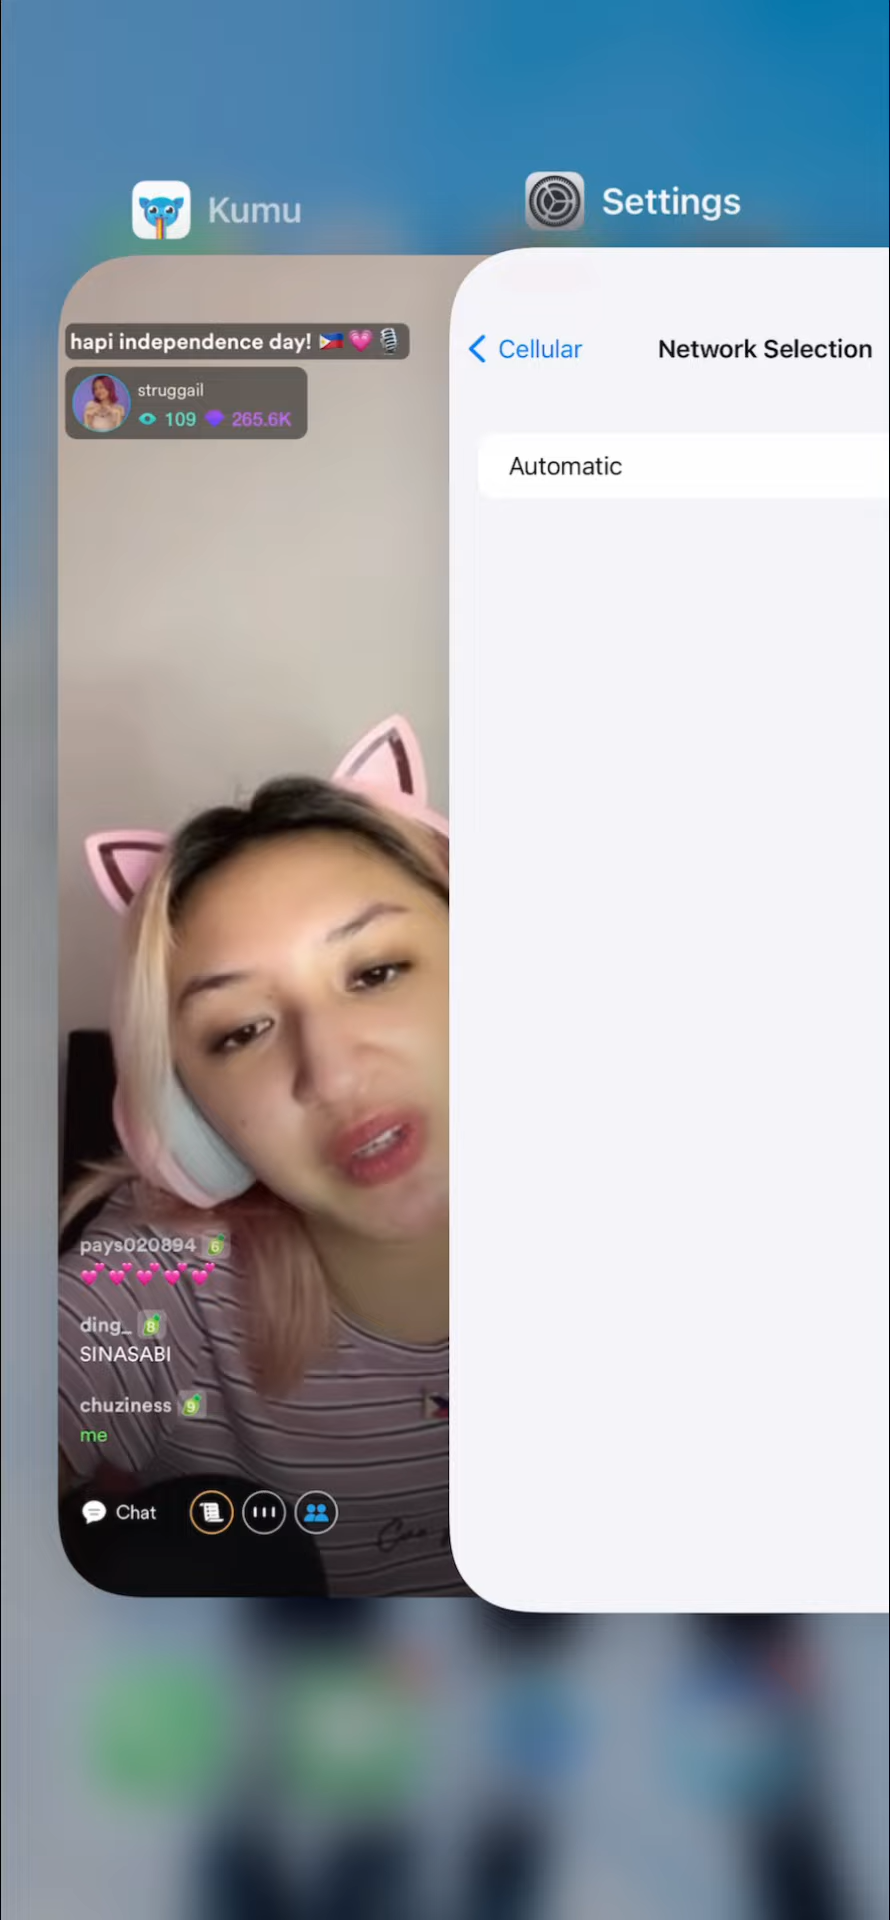 Kumu
Settings
hapi independence day! 🇵🇭💗🎙️
struggail
109 265.6K
Cellular
Network Selection
Automatic
pays020894 6
💕💕💕💕💕
ding_ 8
SINASABI
chuziness 9
me
Chat